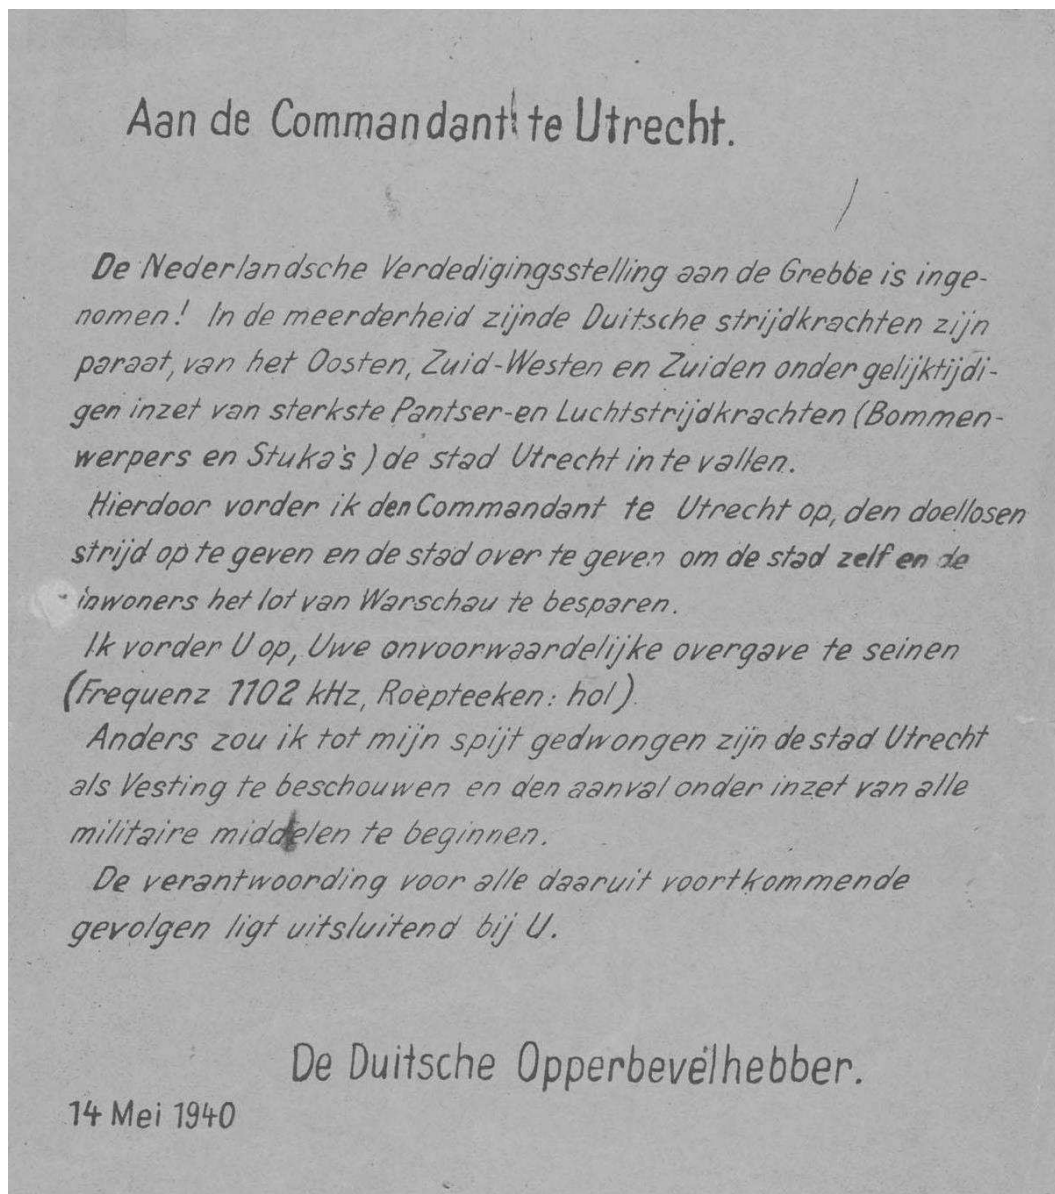 Aan de Commandant te Utrecht.
De Nederlandsche Verdedigingsstelling aan de Grebbe is inge-
nomen! In de meerderheid zijnde Duitsche strijdkrachten zijn
paraat, van het Oosten, Zuid-Westen en Zuiden onder gelijktijdi-
gen inzet van sterkste Pantser-en Luchtstrijdkrachten (Bommen-
werpers en Stuka's) de stad Utrecht in te vallen.
Hierdoor vorder ik den Commandant te Utrecht op, den doellosen
strijd op te geven en de stad over te geven om de stad zelf en de
inwoners het lot van Warschau te besparen.
Ik vorder U op, Uwe onvoorwaardelijke overgave te seinen
(Frequenz 1102 kHz, Roepteeken: hol).
Anders zou ik tot mijn spijt gedwongen zijn de stad Utrecht
als Vesting te beschouwen en den aanval onder inzet van alle
militaire middelen te beginnen.
De verantwoording voor alle daaruit voortkommende
gevolgen ligt uitsluitend bij U.
De Duitsche Opperbevelhebber.
14 Mei 1940